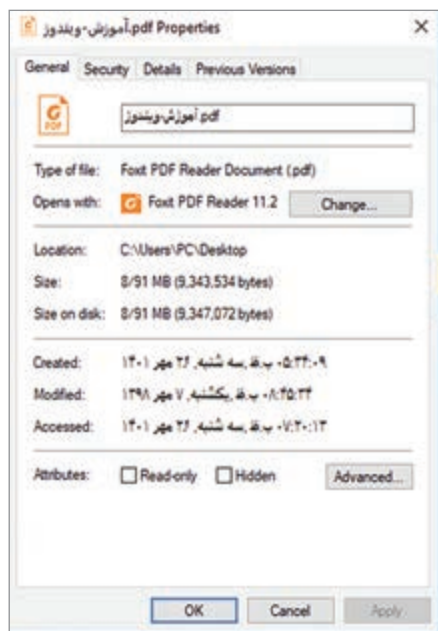 آموزش-ویندوز.pdf Properties
General Security Details Previous Versions
آموزش-ویندوز.pdf
Type of file: Foxit PDF Reader Document (.pdf)
Opens with: Foxit PDF Reader 11.2 Change...
Location: C:\Users\PC\Desktop
Size: 8/91 MB (9,343,534 bytes)
Size on disk: 8/91 MB (9,347,072 bytes)
Created: سه شنبه, ۲۶ مهر ۱۴۰۱, ۰۵:۳۴:۰۹ ب.ظ
Modified: یکشنبه, ۷ مهر ۱۳۹۸, ۰۸:۴۵:۳۴ ب.ظ
Accessed: سه شنبه, ۲۶ مهر ۱۴۰۱, ۰۷:۲۰:۱۳ ب.ظ
Attributes: Read-only Hidden Advanced...
OK Cancel Apply